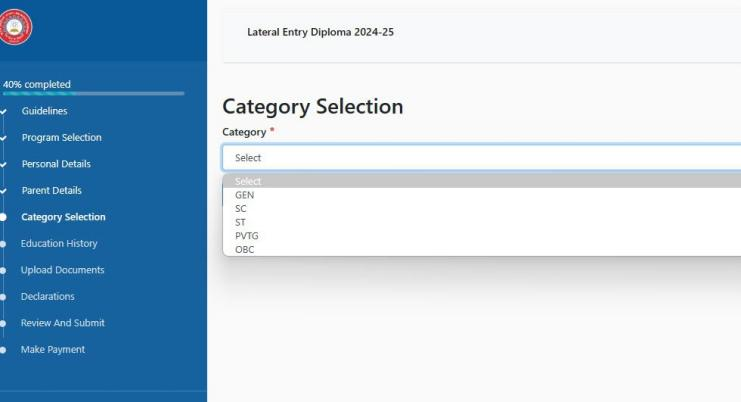 Lateral Entry Diploma 2024-25
40% completed
Guidelines
Program Selection
Personal Details
Parent Details
Category Selection
Education History
Upload Documents
Declarations
Review And Submit
Make Payment
Category Selection
Category *
Select
Select
GEN
SC
ST
PVTG
OBC